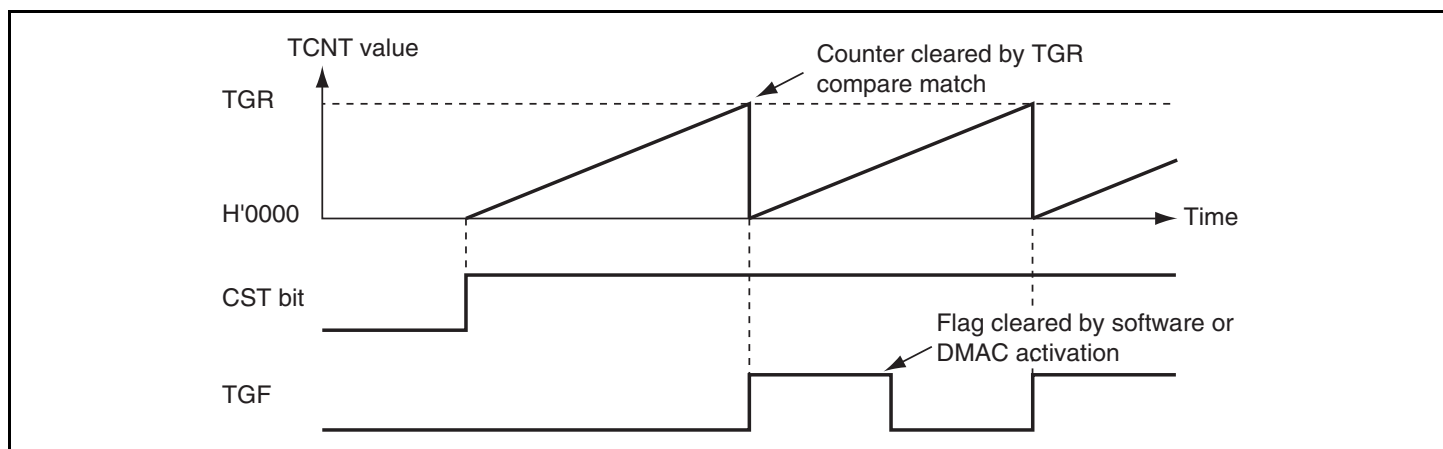 TCNT value
Counter cleared by TGR
compare match
TGR
H'0000
Time
CST bit
Flag cleared by software or
DMAC activation
TGF